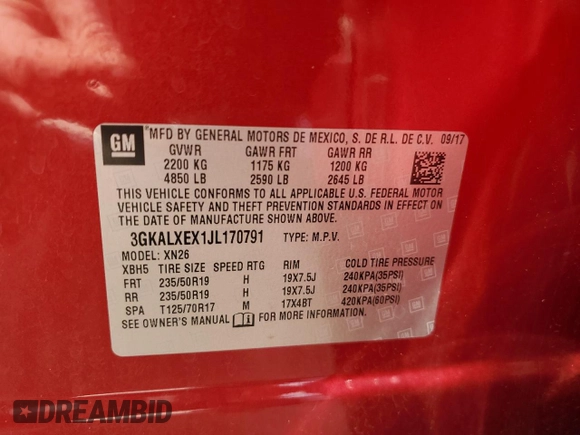 GM
MFD BY GENERAL MOTORS DE MEXICO, S. DE R.L. DE C.V. 09/17
GVWR GAWR FRT GAWR RR
2200 KG 1175 KG 1200 KG
4850 LB 2590 LB 2645 LB
THIS VEHICLE CONFORMS TO ALL APPLICABLE U.S. FEDERAL MOTOR
VEHICLE SAFETY AND THEFT PREVENTION STANDARDS IN EFFECT ON
THE DATE OF MANUFACTURE SHOWN ABOVE.
3GKALXEX1JL170791 TYPE: M.P.V.
MODEL: XN26
XBH5 TIRE SIZE SPEED RTG RIM COLD TIRE PRESSURE
FRT 235/50R19 H 19X7.5J 240KPA(35PSI)
RR 235/50R19 H 19X7.5J 240KPA(35PSI)
SPA T125/70R17 M 17X4BT 420KPA(60PSI)
SEE OWNER'S MANUAL FOR MORE INFORMATION.
DREAMBID